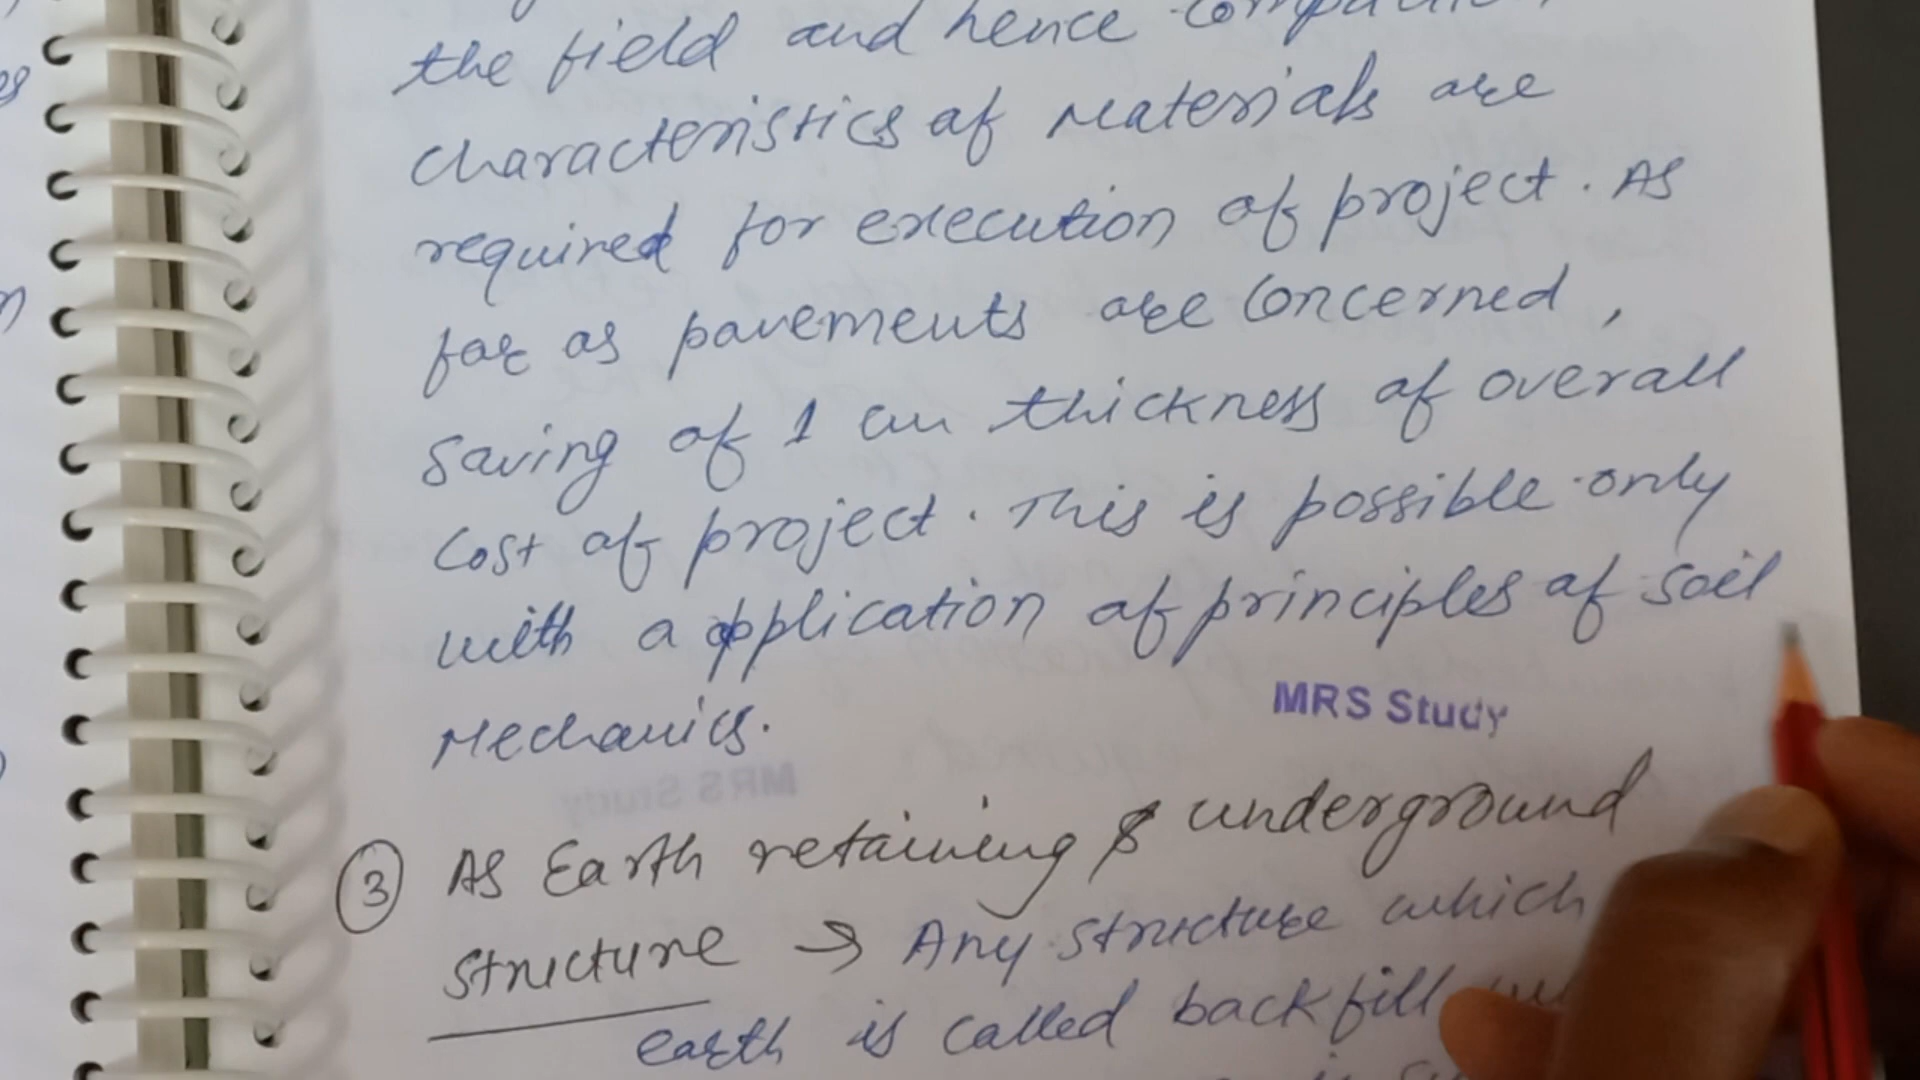 the field and hence
characteristics of Materials are
required for execution of project. As
far as pavements are Concerned,
Saving of 1 cm thickness of overall
Cost of project. This is possible only
with a application of principles of soil
Mechanics.
MRS Study
3 As Earth retaining & underground
Structure → Any structure which
earth is called backfill